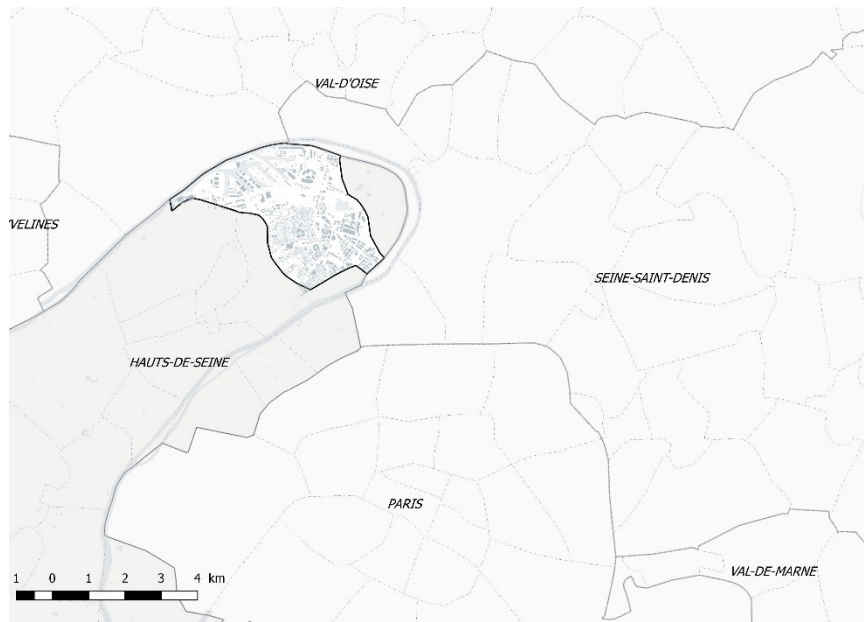 VAL-D'OISE
YVELINES
SEINE-SAINT-DENIS
HAUTS-DE-SEINE
PARIS
VAL-DE-MARNE
1 0 1 2 3 4 km